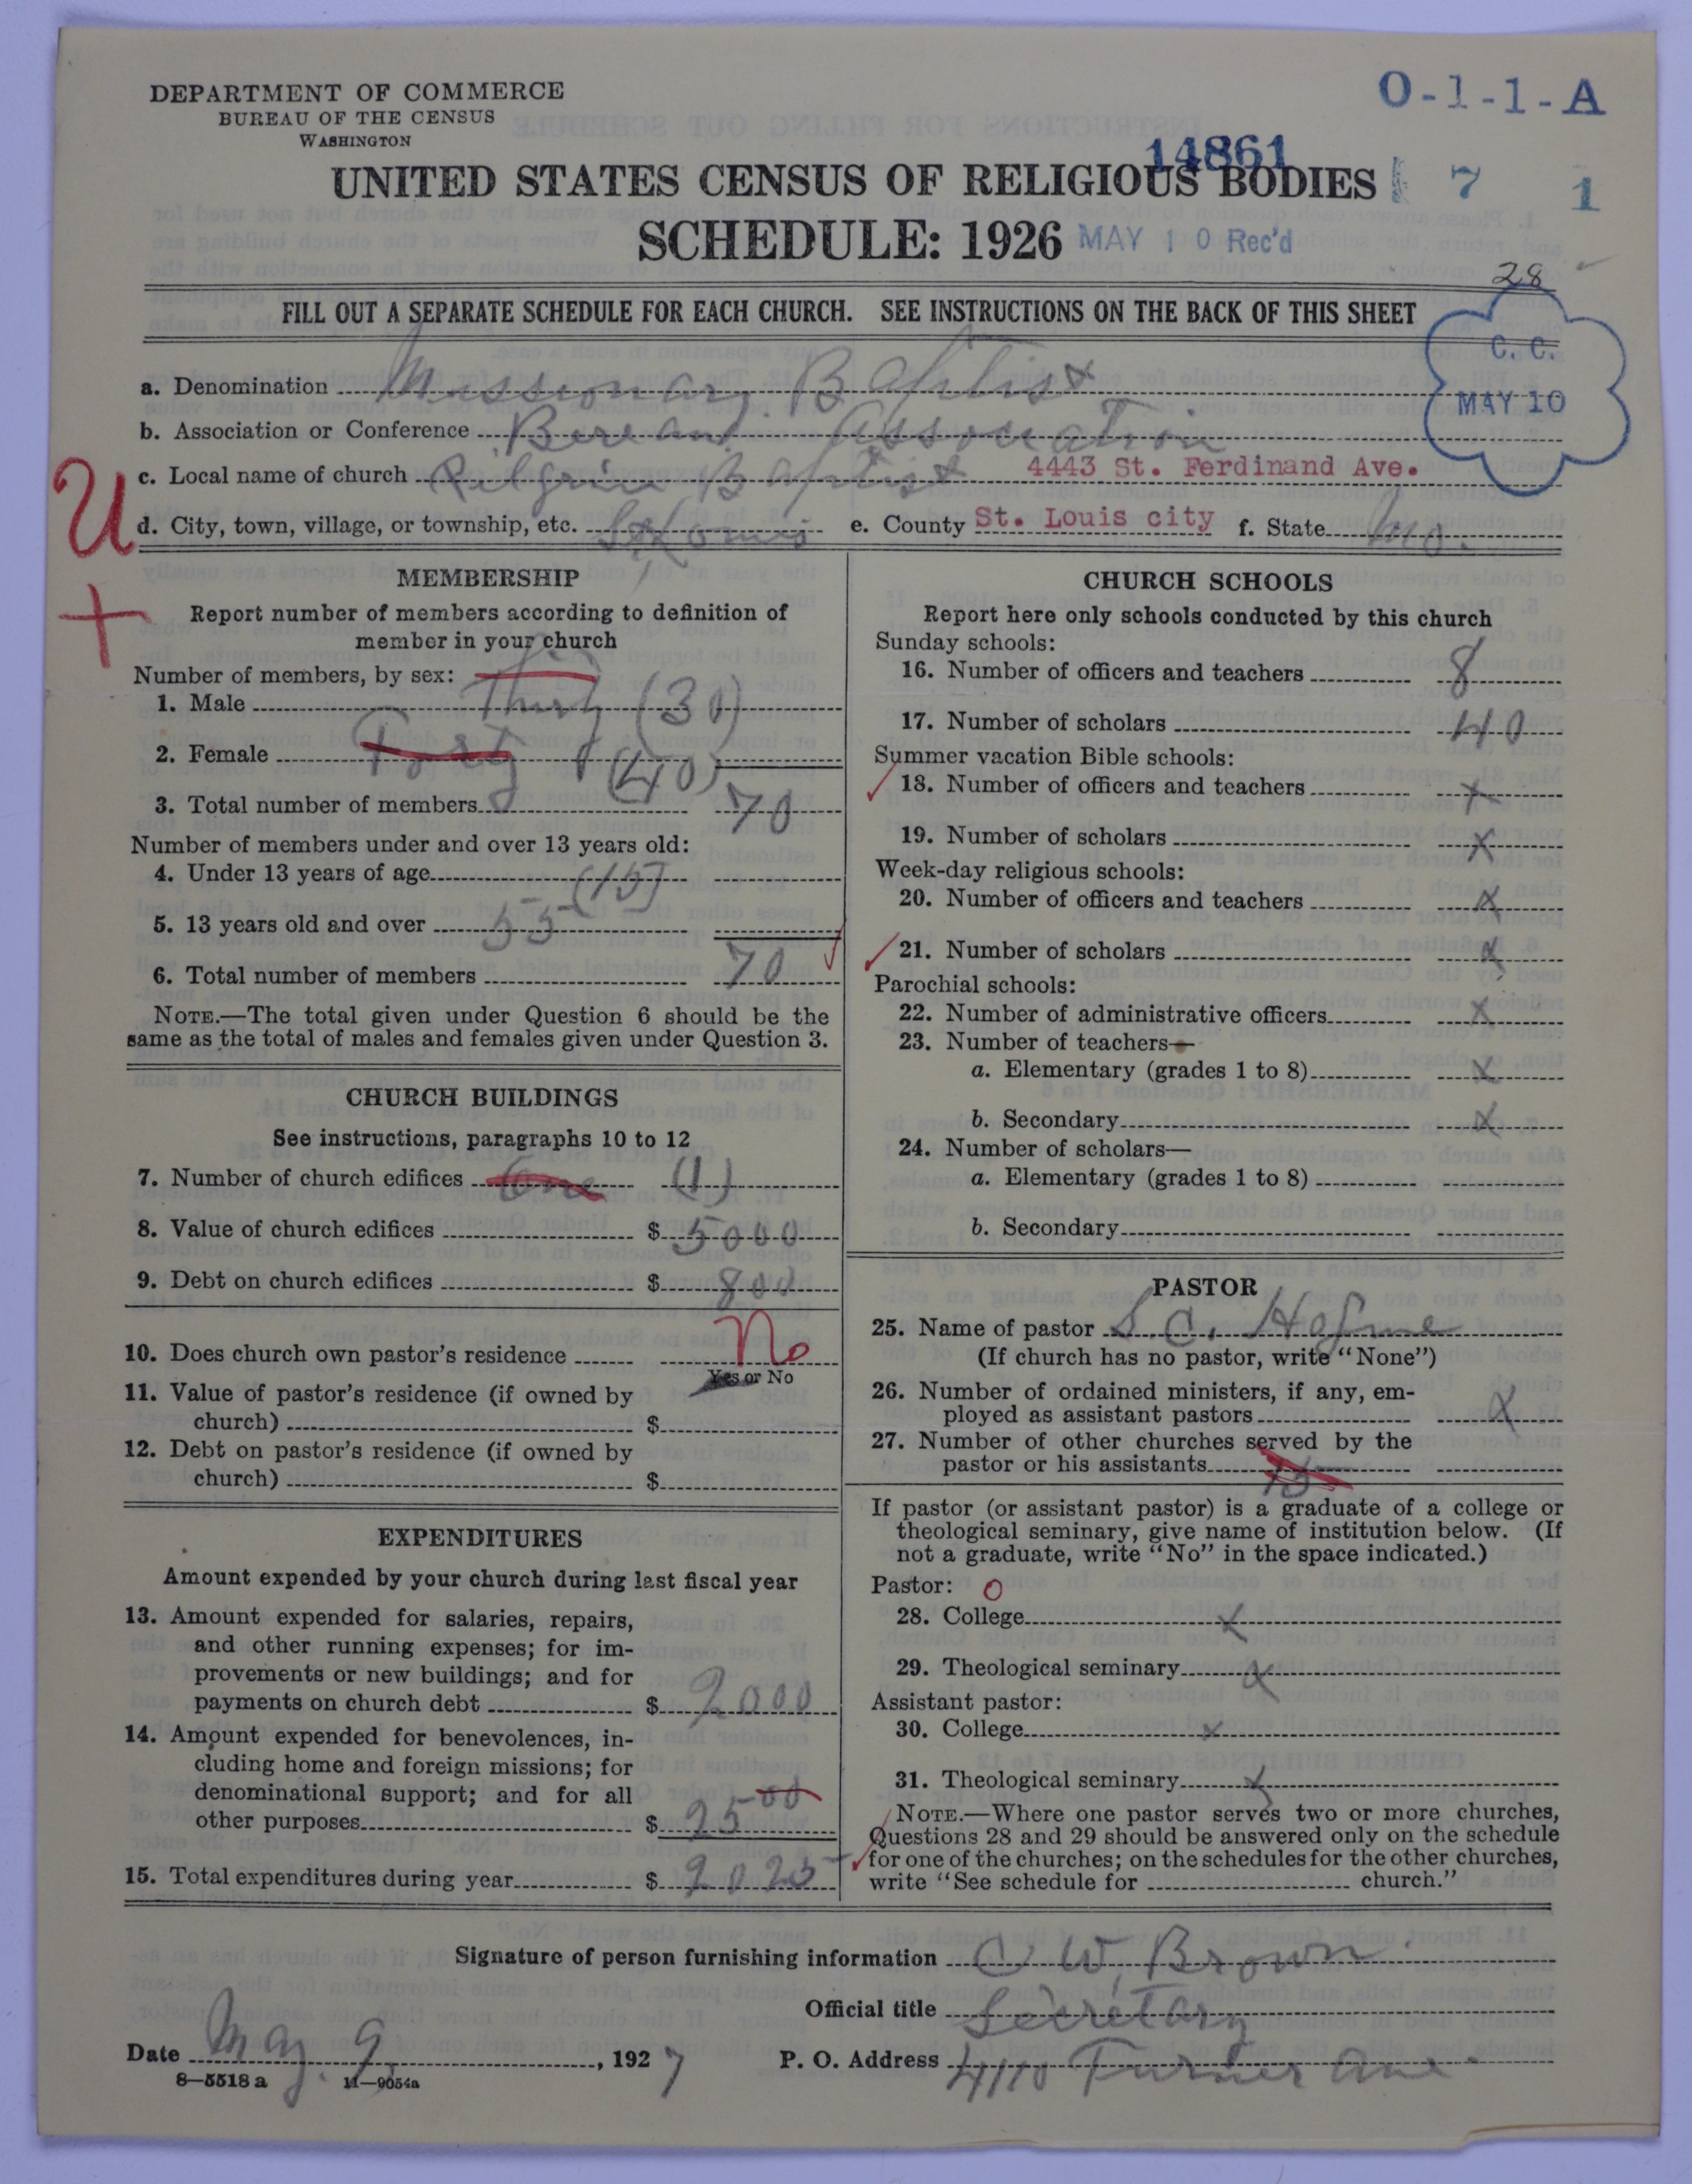 DEPARTMENT OF COMMERCE
BUREAU OF THE CENSUS
WASHINGTON
O-1-1-A
14861
UNITED STATES CENSUS OF RELIGIOUS BODIES
7 1
SCHEDULE: 1926
MAY 10 Rec'd
28
FILL OUT A SEPARATE SCHEDULE FOR EACH CHURCH. SEE INSTRUCTIONS ON THE BACK OF THIS SHEET
C. C.
MAY 10
a. Denomination Missionary Baptist
b. Association or Conference Berean Association
c. Local name of church Pilgrim Baptist 4443 St. Ferdinand Ave.
d. City, town, village, or township, etc. St Louis e. County St. Louis city f. State Mo.
U
+
MEMBERSHIP
Report number of members according to definition of
member in your church
Number of members, by sex:
1. Male Thirty (30)
2. Female Forty (40)
3. Total number of members 70
Number of members under and over 13 years old:
4. Under 13 years of age (15)
5. 13 years old and over 55
6. Total number of members 70
NOTE.—The total given under Question 6 should be the
same as the total of males and females given under Question 3.
CHURCH BUILDINGS
See instructions, paragraphs 10 to 12
7. Number of church edifices One (1)
8. Value of church edifices $ 5000
9. Debt on church edifices $ 800
10. Does church own pastor's residence No
Yes or No
11. Value of pastor's residence (if owned by
church) $
12. Debt on pastor's residence (if owned by
church) $
EXPENDITURES
Amount expended by your church during last fiscal year
13. Amount expended for salaries, repairs,
and other running expenses; for im-
provements or new buildings; and for
payments on church debt $ 2000
14. Amount expended for benevolences, in-
cluding home and foreign missions; for
denominational support; and for all
other purposes $ 25 00
15. Total expenditures during year $ 2025
CHURCH SCHOOLS
Report here only schools conducted by this church
Sunday schools:
16. Number of officers and teachers 8
17. Number of scholars 40
Summer vacation Bible schools:
18. Number of officers and teachers x
19. Number of scholars x
Week-day religious schools:
20. Number of officers and teachers x
21. Number of scholars x
Parochial schools:
22. Number of administrative officers x
23. Number of teachers—
a. Elementary (grades 1 to 8) x
b. Secondary x
24. Number of scholars—
a. Elementary (grades 1 to 8)
b. Secondary
PASTOR
25. Name of pastor S. C.
(If church has no pastor, write "None")
26. Number of ordained ministers, if any, em-
ployed as assistant pastors x
27. Number of other churches served by the
pastor or his assistants 15
If pastor (or assistant pastor) is a graduate of a college or
theological seminary, give name of institution below. (If
not a graduate, write "No" in the space indicated.)
Pastor: 0
28. College x
29. Theological seminary x
Assistant pastor:
30. College x
31. Theological seminary x
NOTE.—Where one pastor serves two or more churches,
Questions 28 and 29 should be answered only on the schedule
for one of the churches; on the schedules for the other churches,
write "See schedule for church."
Signature of person furnishing information C W. Brown
Official title Secretary
Date May. 9, 1927 P. O. Address 4110 Turner Ave
8—5518 a 11—9054a